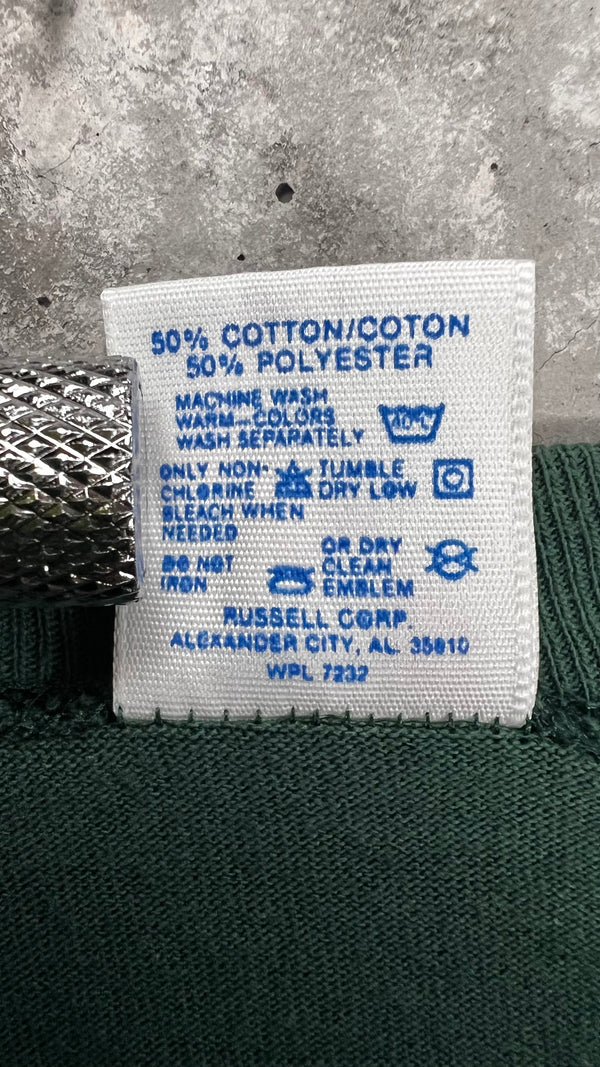 50% COTTON/COTON
50% POLYESTER
MACHINE WASH
WARM—COLORS
WASH SEPARATELY
40°C
ONLY NON-
CHLORINE
BLEACH WHEN
NEEDED
TUMBLE
DRY LOW
DO NOT
IRON
OR DRY
CLEAN
EMBLEM
RUSSELL CORP.
ALEXANDER CITY, AL. 35010
WPL 7232